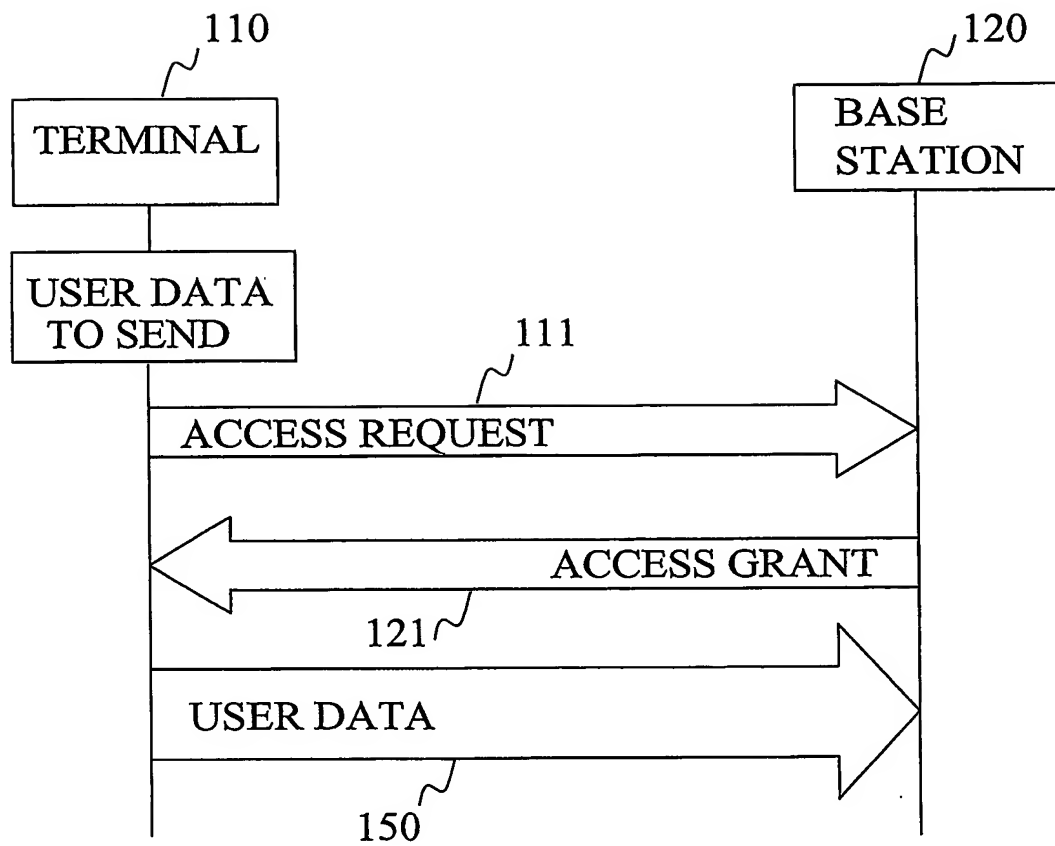 110
120
TERMINAL
BASE
STATION
USER DATA
TO SEND
111
ACCESS REQUEST
ACCESS GRANT
121
USER DATA
150